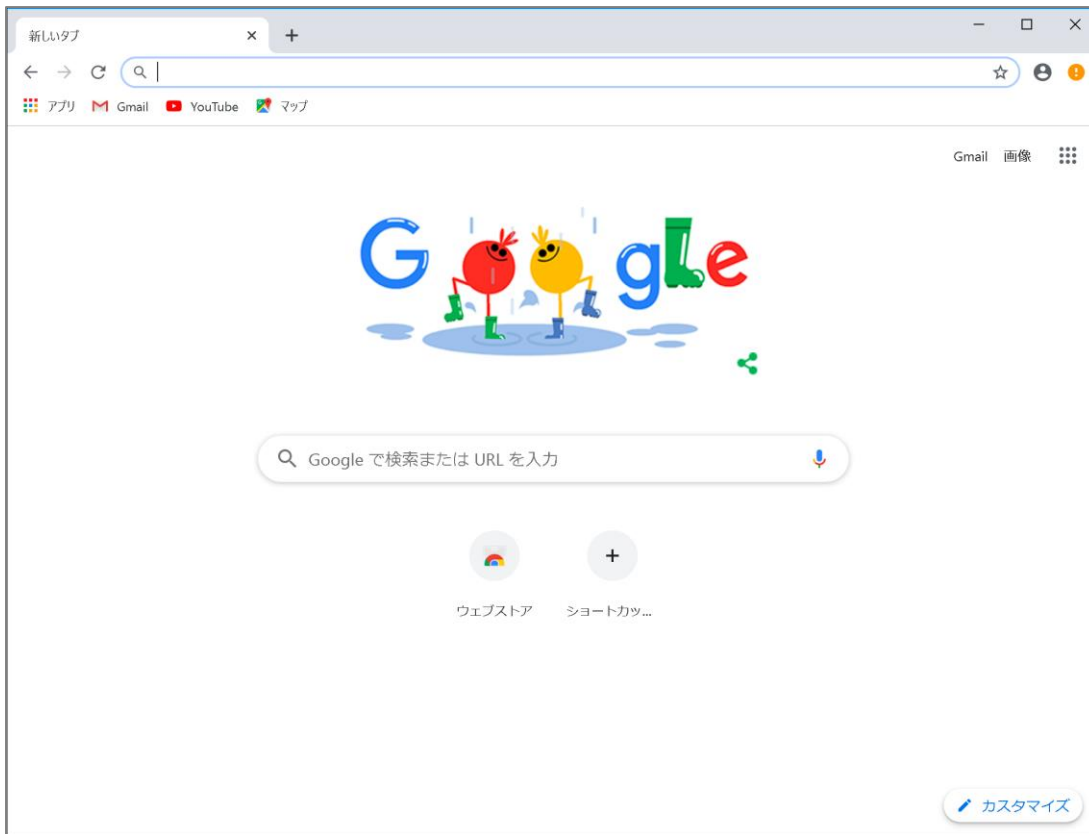 新しいタブ
アプリ Gmail YouTube マップ
Gmail 画像
Google
Google で検索または URL を入力
ウェブストア ショートカッ...
カスタマイズ